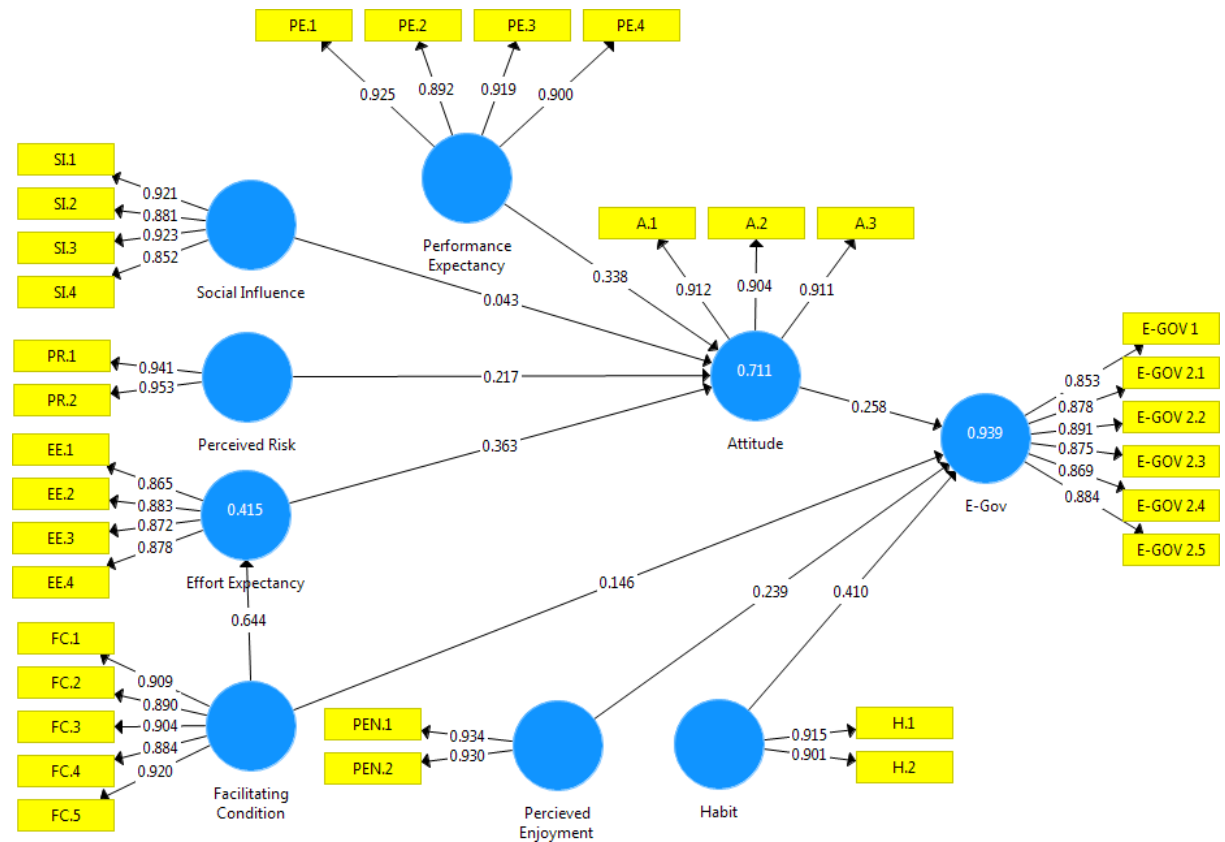 PE.1
PE.2
PE.3
PE.4
0.925
0.892
0.919
0.900
Performance
Expectancy
SI.1
SI.2
SI.3
SI.4
0.921
0.881
0.923
0.852
Social Influence
A.1
A.2
A.3
0.912
0.904
0.911
0.338
0.043
PR.1
PR.2
0.941
0.953
Perceived Risk
0.217
0.711
Attitude
0.258
E-GOV 1
E-GOV 2.1
E-GOV 2.2
E-GOV 2.3
E-GOV 2.4
E-GOV 2.5
0.853
0.878
0.891
0.875
0.869
0.884
0.939
E-Gov
EE.1
EE.2
EE.3
EE.4
0.865
0.883
0.872
0.878
0.415
Effort Expectancy
0.363
0.644
0.146
0.239
0.410
FC.1
FC.2
FC.3
FC.4
FC.5
0.909
0.890
0.904
0.884
0.920
Facilitating
Condition
PEN.1
PEN.2
0.934
0.930
Percieved
Enjoyment
H.1
H.2
0.915
0.901
Habit